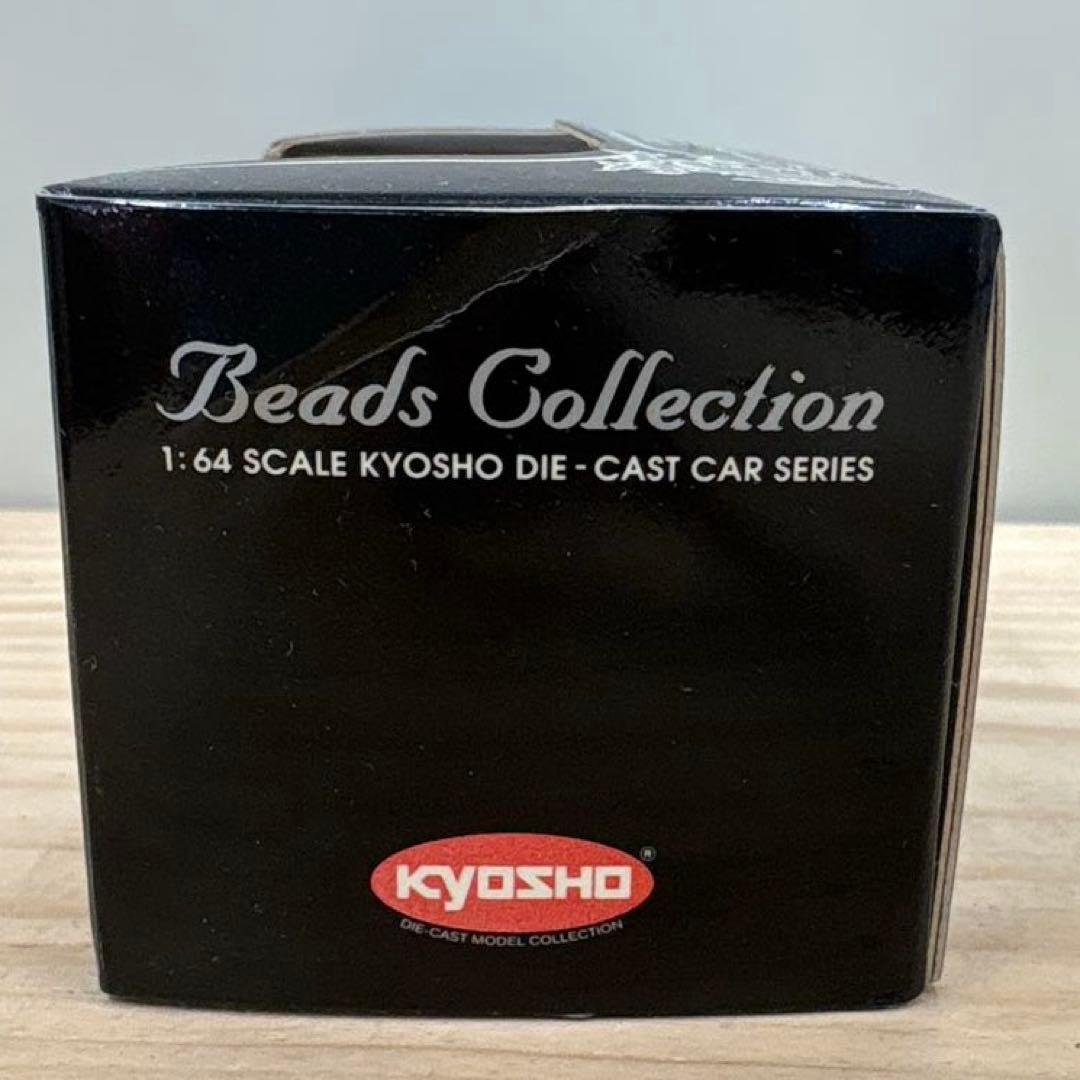 Beads Collection
1:64 SCALE KYOSHO DIE-CAST CAR SERIES
KYOSHO ®
DIE-CAST MODEL COLLECTION